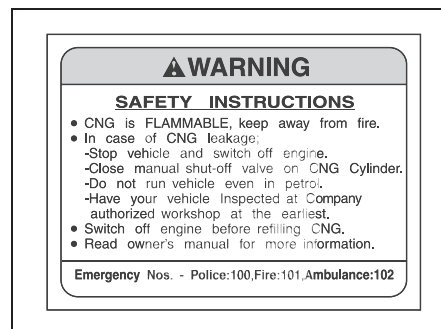 WARNING
SAFETY INSTRUCTIONS
• CNG is FLAMMABLE, keep away from fire.
• In case of CNG leakage;
-Stop vehicle and switch off engine.
-Close manual shut-off valve on CNG Cylinder.
-Do not run vehicle even in petrol.
-Have your vehicle Inspected at Company
authorized workshop at the earliest.
• Switch off engine before refilling CNG.
• Read owner's manual for more information.
Emergency Nos. - Police:100,Fire:101,Ambulance:102